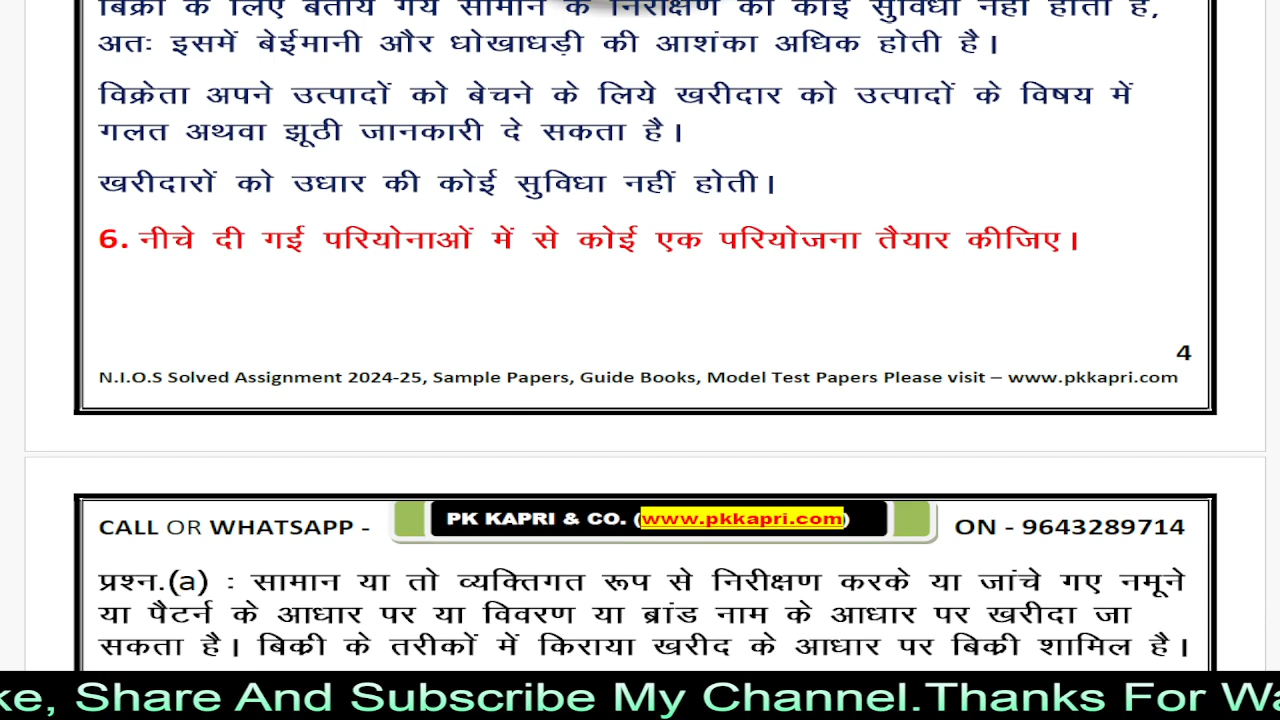 बिक्री के लिए बताये गये सामान के निरीक्षण की कोई सुविधा नहीं होती है,
अतः इसमें बेईमानी और धोखाधड़ी की आशंका अधिक होती है।
विक्रेता अपने उत्पादों को बेचने के लिये खरीदार को उत्पादों के विषय में
गलत अथवा झूठी जानकारी दे सकता है।
खरीदारों को उधार की कोई सुविधा नहीं होती।
6. नीचे दी गई परियोनाओं में से कोई एक परियोजना तैयार कीजिए।
4
N.I.O.S Solved Assignment 2024-25, Sample Papers, Guide Books, Model Test Papers Please visit – www.pkkapri.com
CALL OR WHATSAPP - PK KAPRI & CO. (www.pkkapri.com) ON - 9643289714
प्रश्न.(a) : सामान या तो व्यक्तिगत रूप से निरीक्षण करके या जांचे गए नमूने
या पैटर्न के आधार पर या विवरण या ब्रांड नाम के आधार पर खरीदा जा
सकता है। बिकी के तरीकों में किराया खरीद के आधार पर बिकी शामिल है।
ke, Share And Subscribe My Channel.Thanks For Wa